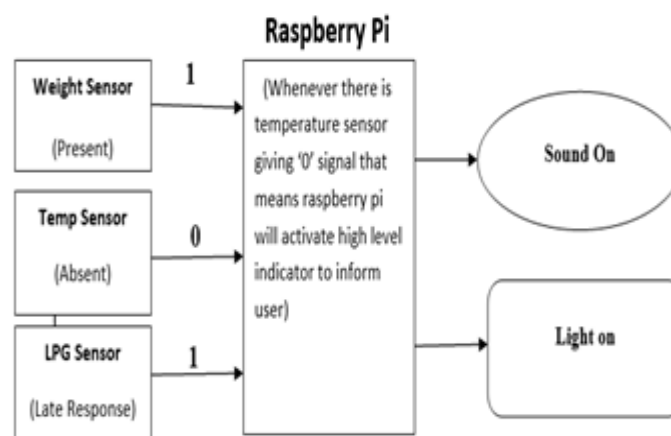 Raspberry Pi
Weight Sensor
(Present)
1
Temp Sensor
(Absent)
0
LPG Sensor
(Late Response)
1
(Whenever there is
temperature sensor
giving ‘0’ signal that
means raspberry pi
will activate high level
indicator to inform
user)
Sound On
Light on